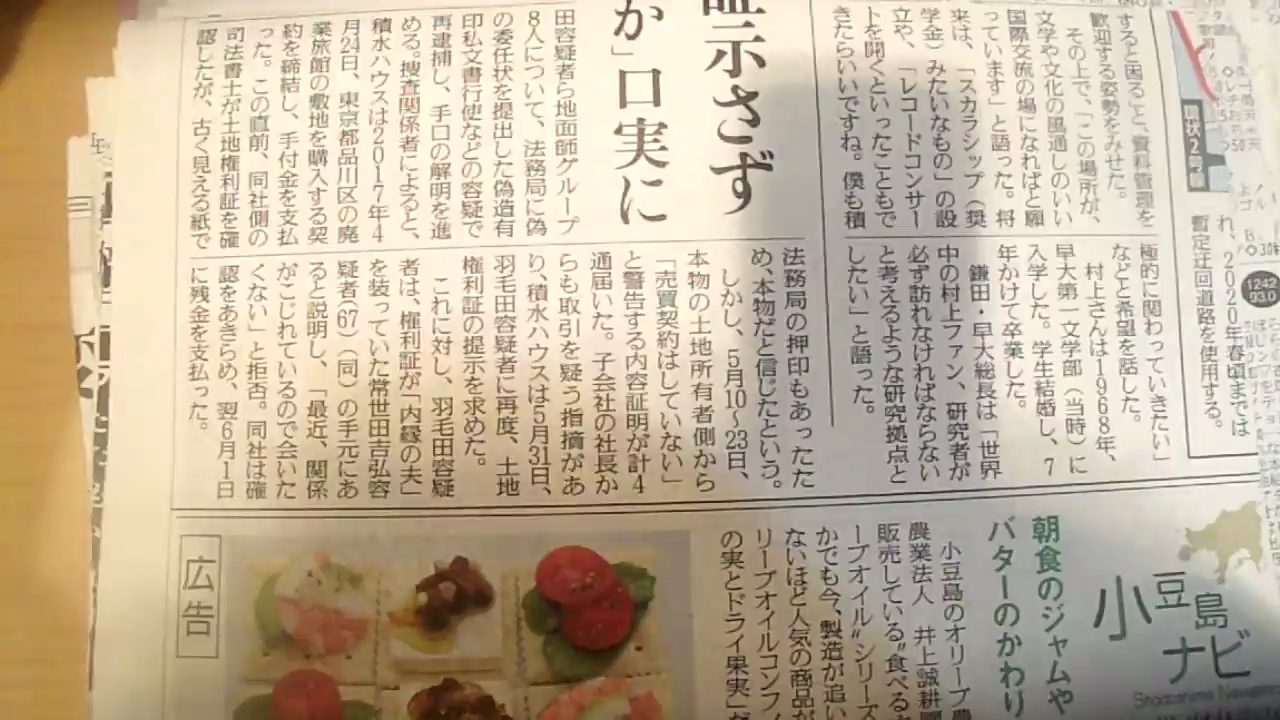 すると困る」と、資料管理を
歓迎する姿勢をみせた。
その上で、「この場所が、
文学や文化の風通しのいい
国際交流の場になればと願
っています」と語った。将
来は、「スカラシップ(奨
学金)みたいなもの」の設
立や、「レコードコンサー
トを開くといったこともで
きたらいいですね。僕も積
極的に関わっていきたい」
などと希望を話した。
村上さんは1968年、
早大第一文学部(当時)に
入学した。学生結婚し、7
年かけて卒業した。
鎌田・早大総長は「世界
中の村上ファン、研究者が
必ず訪れなければならない
と考えるような研究拠点と
したい」と語った。
れ、2020年春頃までは
暫定迂回道路を使用する。
1242
93.0
示さず
か」口実に
田容疑者ら地面師グループ
8人について、法務局に偽
の委任状を提出した偽造有
印私文書行使などの容疑で
再逮捕し、手口の解明を進
める。捜査関係者によると、
積水ハウスは2017年4
月24日、東京都品川区の廃
業旅館の敷地を購入する契
約を締結し、手付金を支払
った。この直前、同社側の
司法書士が土地権利証を確
認したが、古く見える紙で
法務局の押印もあったた
め、本物だと信じたという。
しかし、5月10〜23日、
本物の土地所有者側から
「売買契約はしていない」
と警告する内容証明が計4
通届いた。子会社の社長か
らも取引を疑う指摘があ
り、積水ハウスは5月31日、
羽毛田容疑者に再度、土地
権利証の提示を求めた。
これに対し、羽毛田容疑
者は、権利証が「内縁の夫」
を装っていた常世田吉弘容
疑者(67)(同)の手元にあ
ると説明し、「最近、関係
がこじれているので会いた
くない」と拒否。同社は確
認をあきらめ、翌6月1日
に残金を支払った。
小豆島
ナビ
朝食のジャムや
バターのかわり
小豆島のオリーブ農
農業法人 井上誠耕園
販売している〝食べるオ
ーブオイル〟シリーズ
かでも今、製造が追い
ないほど人気の商品が
リーブオイルコンフ
の実とドライ果実」だ
広告